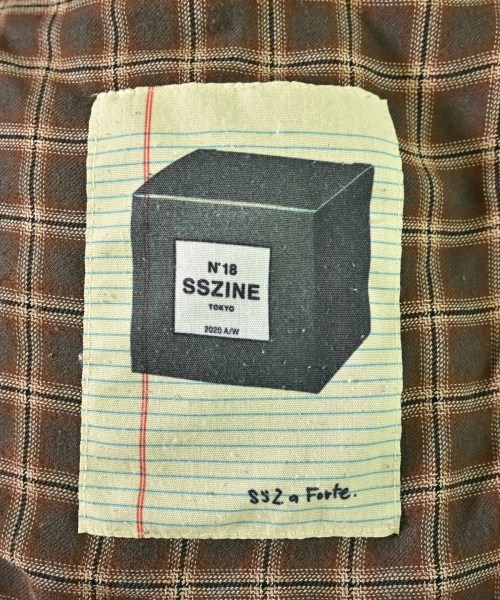 N°18
SSZINE
TOKYO
2020 A/W
SSZ a Forte.